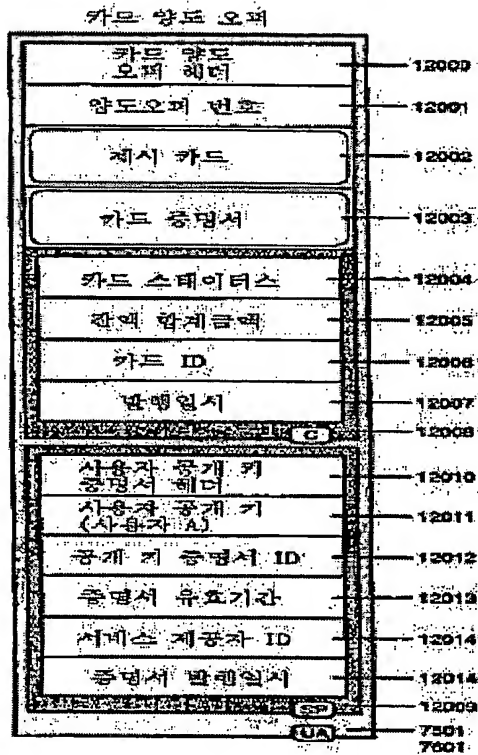 카드 양도 오퍼
카드 양도
오퍼 헤더
12000
양도오퍼 번호
12001
제시 카드
12002
카드 증명서
12003
카드 스테이터스
12004
잔액 합계금액
12005
카드 ID
12006
발행일시
12007
C
12008
사용자 공개 키
증명서 헤더
12010
사용자 공개 키
(사용자 A)
12011
공개 키 증명서 ID
12012
증명서 유효기간
12013
서비스 제공자 ID
12014
증명서 발행일시
12014
SP
12009
UA
7501
7601